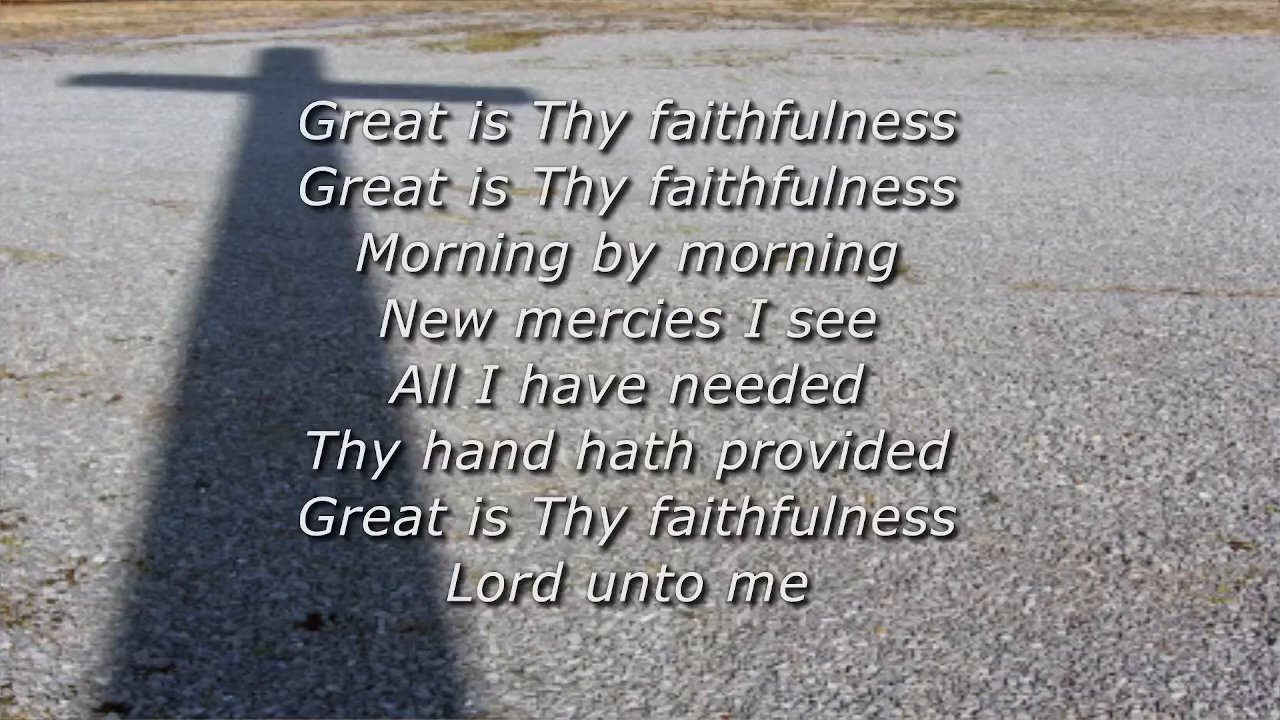 Great is Thy faithfulness
Great is Thy faithfulness
Morning by morning
New mercies I see
All I have needed
Thy hand hath provided
Great is Thy faithfulness
Lord unto me